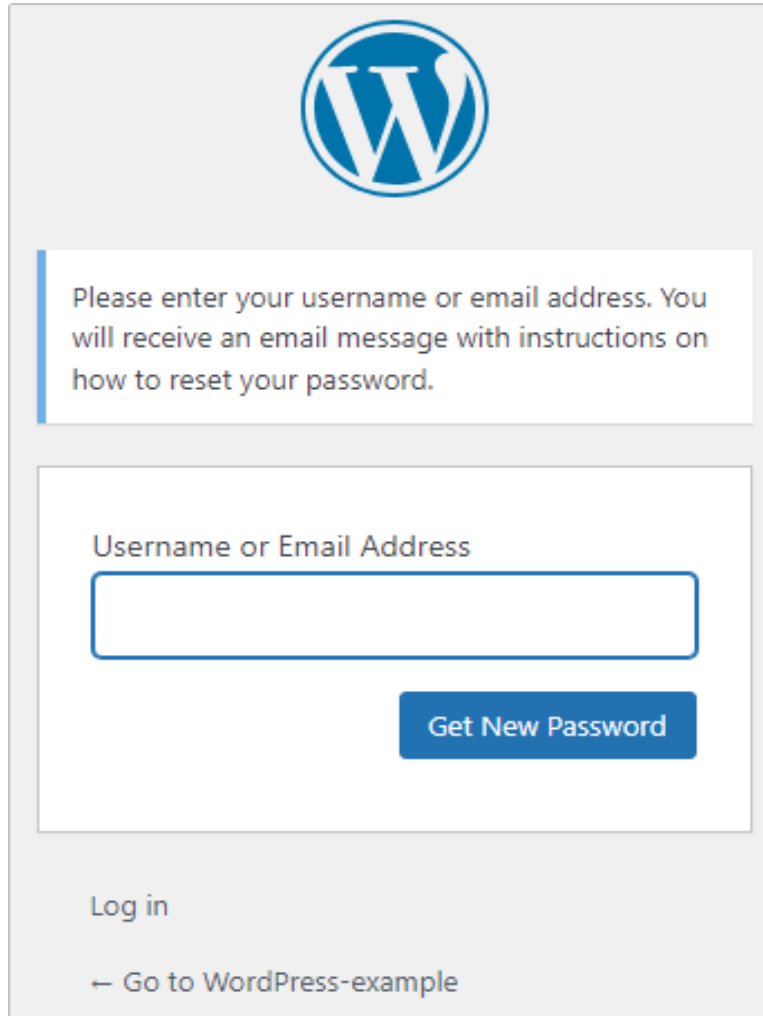 Please enter your username or email address. You
will receive an email message with instructions on
how to reset your password.
Username or Email Address
Get New Password
Log in
← Go to WordPress-example